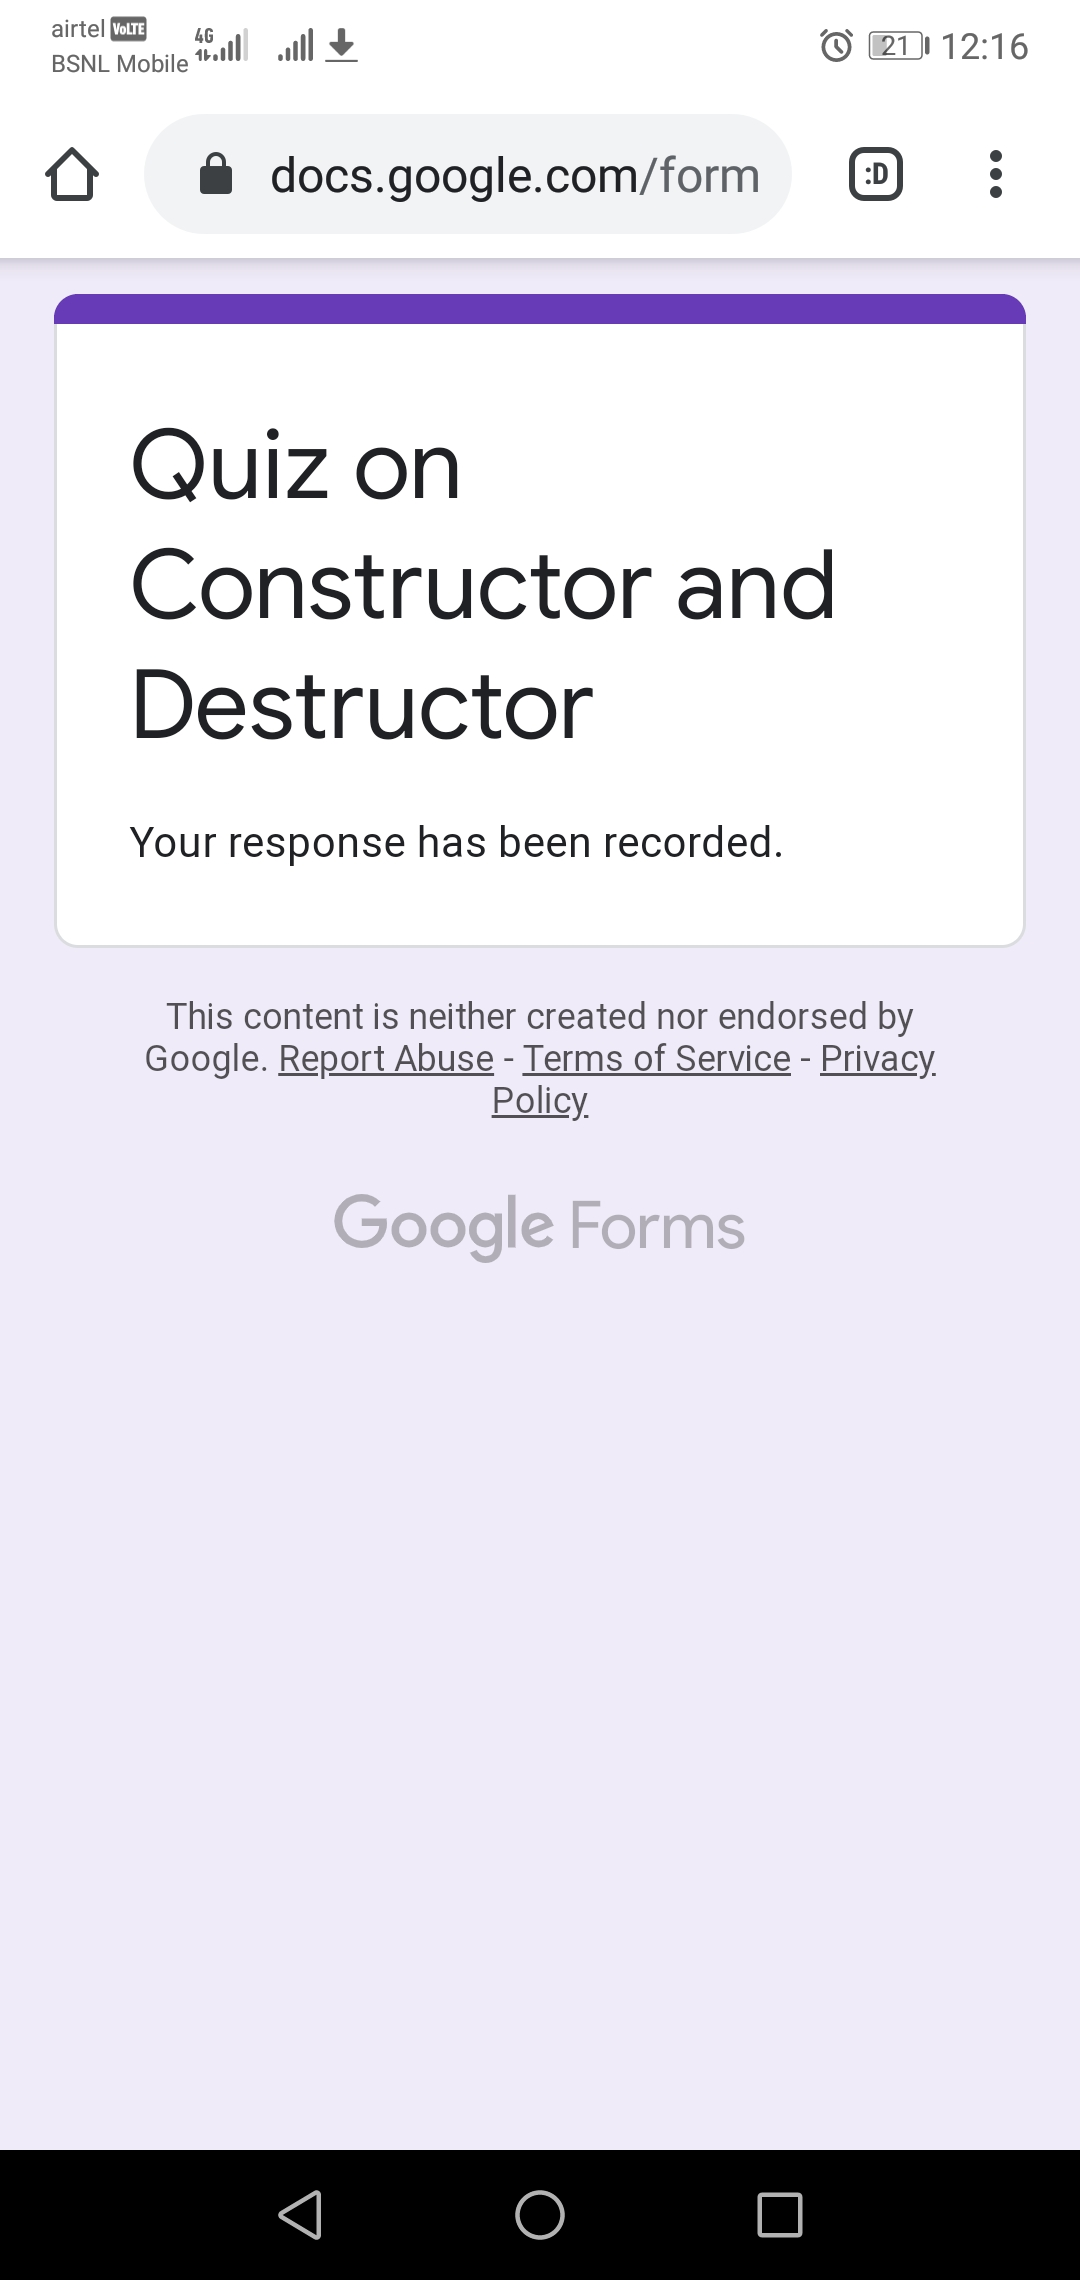 airtel VoLTE
BSNL Mobile
4G
21 12:16
docs.google.com/form
:D
Quiz on
Constructor and
Destructor
Your response has been recorded.
This content is neither created nor endorsed by
Google. Report Abuse - Terms of Service - Privacy
Policy
Google Forms